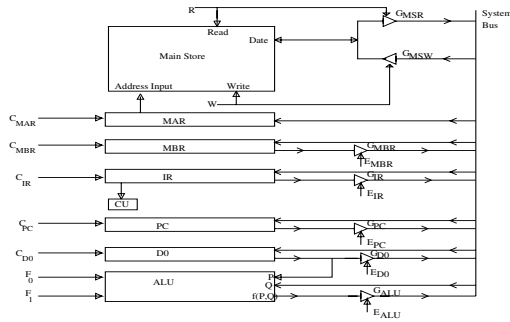 R
G MSR
System
Bus
Read
Date
Main Store
G MSW
Address Input
Write
W
C MAR
MAR
C MBR
MBR
G MBR
E MBR
C IR
IR
G IR
E IR
CU
C PC
PC
G PC
E PC
C D0
D0
G D0
E D0
F 0
P
ALU
Q
F 1
f(P,Q)
G ALU
E ALU